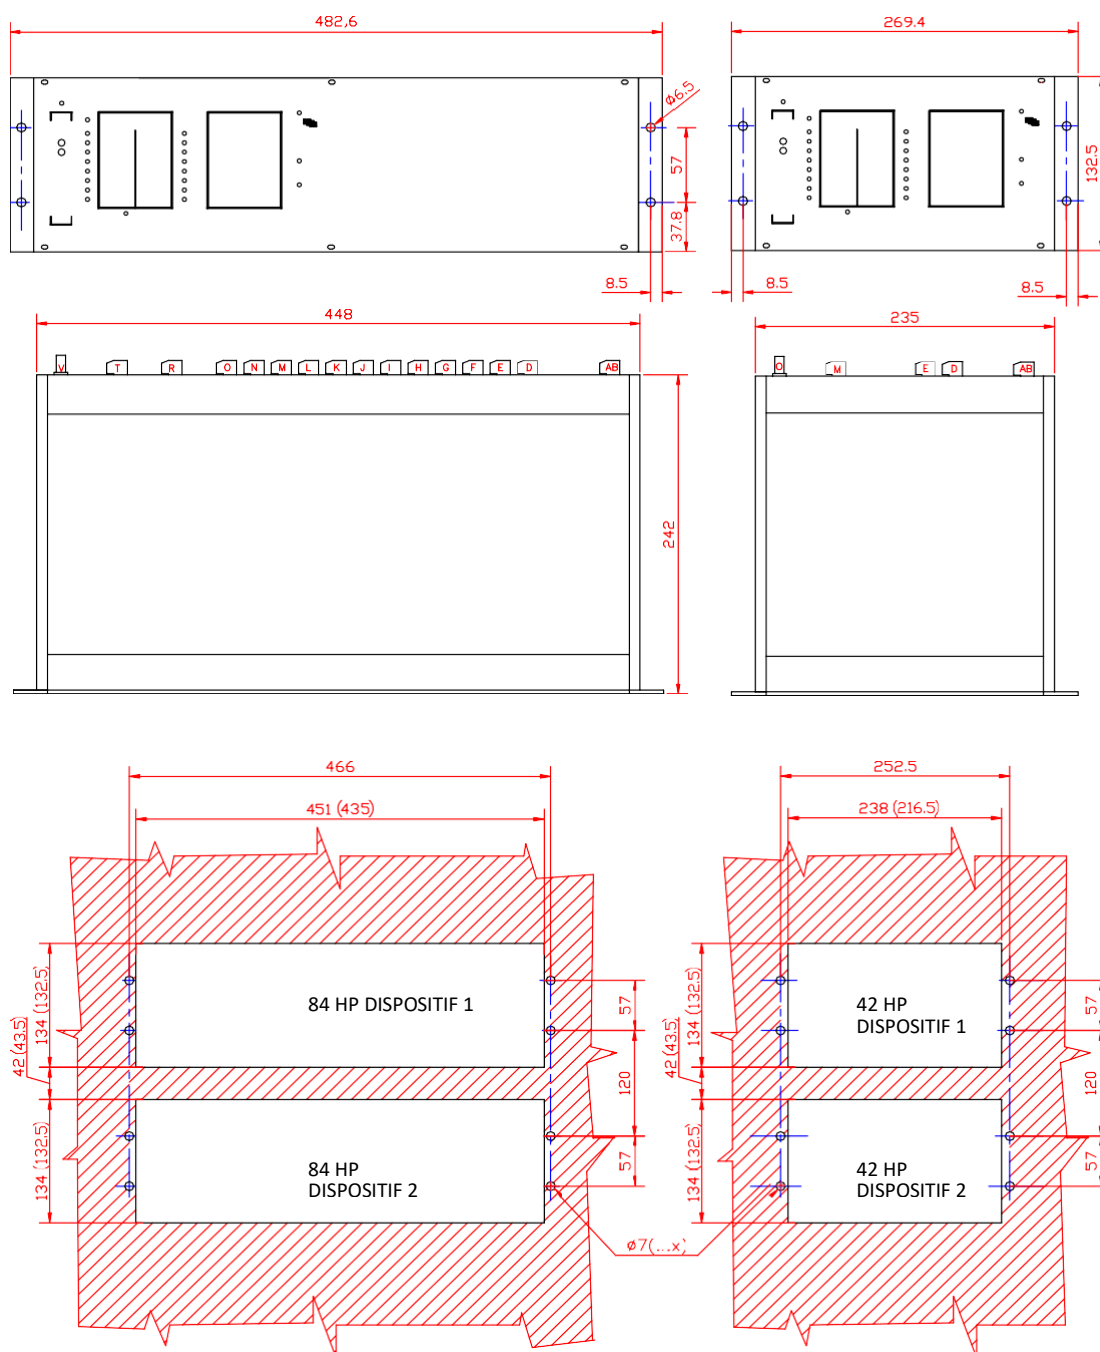 482,6
269.4
ø6.5
57
37.8
132.5
8.5
8.5
8.5
448
235
V T R O N M L K J I H G F E D AB
O M E D AB
242
466
252.5
451 (435)
238 (216.5)
134 (132.5)
84 HP DISPOSITIF 1
57
134 (132.5)
42 HP
DISPOSITIF 1
57
42 (43.5)
120
42 (43.5)
120
134 (132.5)
84 HP
DISPOSITIF 2
57
134 (132.5)
42 HP
DISPOSITIF 2
57
ø7(...x)